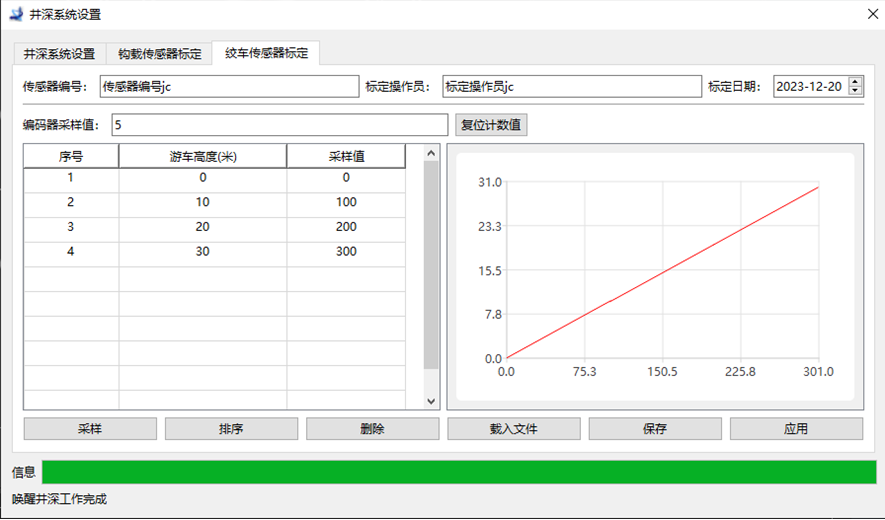 井深系统设置
井深系统设置 钩载传感器标定 绞车传感器标定
传感器编号： 传感器编号jc 标定操作员： 标定操作员jc 标定日期： 2023-12-20
编码器采样值： 5 复位计数值
序号 游车高度(米) 采样值
1 0 0
2 10 100
3 20 200
4 30 300
31.0
23.3
15.5
7.8
0.0
0.0 75.3 150.5 225.8 301.0
采样 排序 删除 载入文件 保存 应用
信息
唤醒井深工作完成